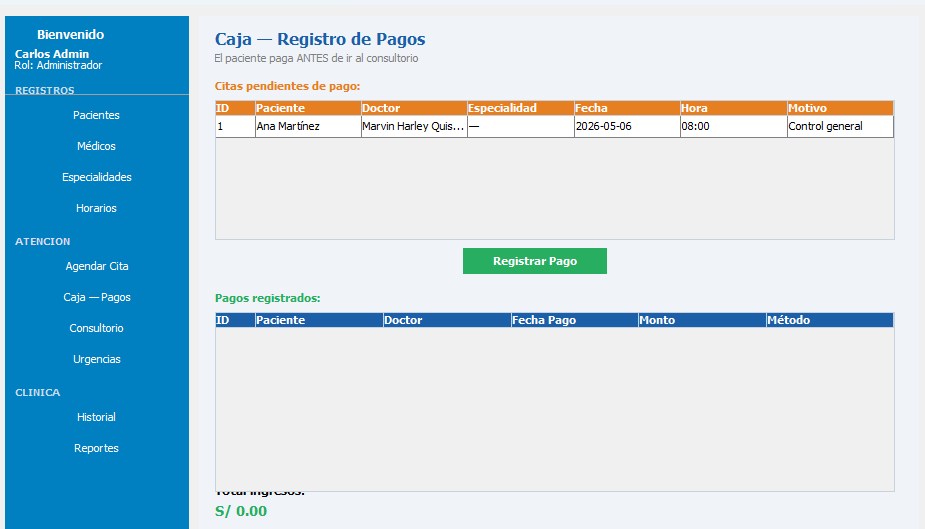 Bienvenido
Carlos Admin
Rol: Administrador
REGISTROS
Pacientes
Médicos
Especialidades
Horarios
ATENCION
Agendar Cita
Caja — Pagos
Consultorio
Urgencias
CLINICA
Historial
Reportes
Caja — Registro de Pagos
El paciente paga ANTES de ir al consultorio
Citas pendientes de pago:
ID Paciente Doctor Especialidad Fecha Hora Motivo
1 Ana Martínez Marvin Harley Quis... — 2026-05-06 08:00 Control general
Registrar Pago
Pagos registrados:
ID Paciente Doctor Fecha Pago Monto Método
Total ingresos:
S/ 0.00